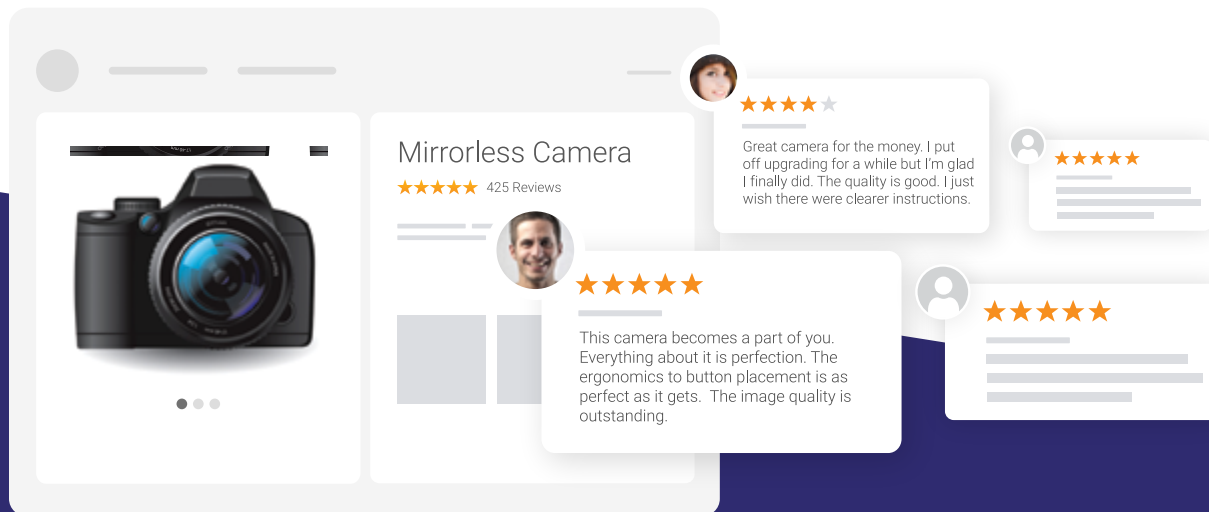 Mirrorless Camera
425 Reviews
Great camera for the money. I put
off upgrading for a while but I'm glad
I finally did. The quality is good. I just
wish there were clearer instructions.
This camera becomes a part of you.
Everything about it is perfection. The
ergonomics to button placement is as
perfect as it gets.  The image quality is
outstanding.